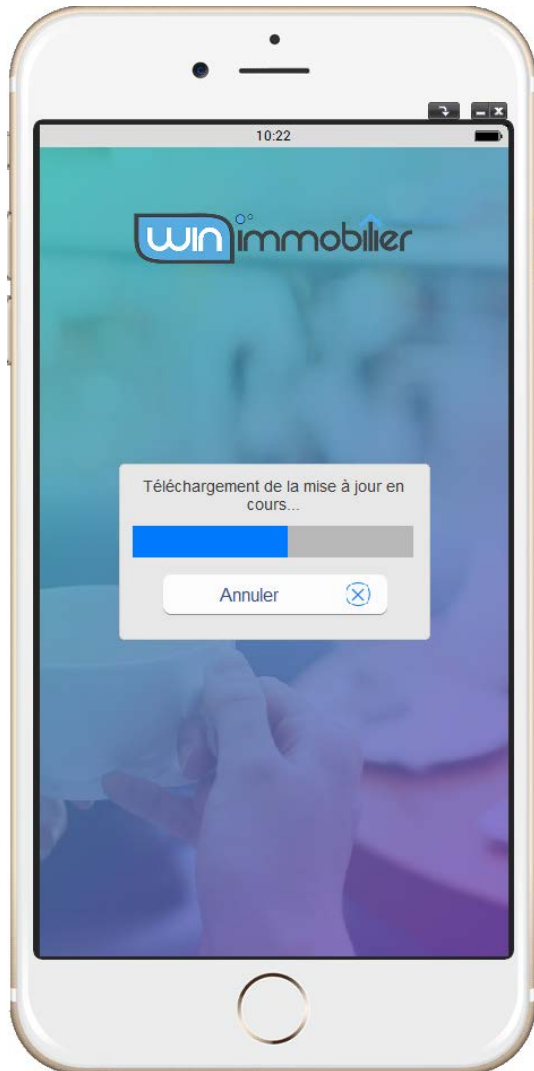 10:22
win immobilier
Téléchargement de la mise à jour en
cours...
Annuler